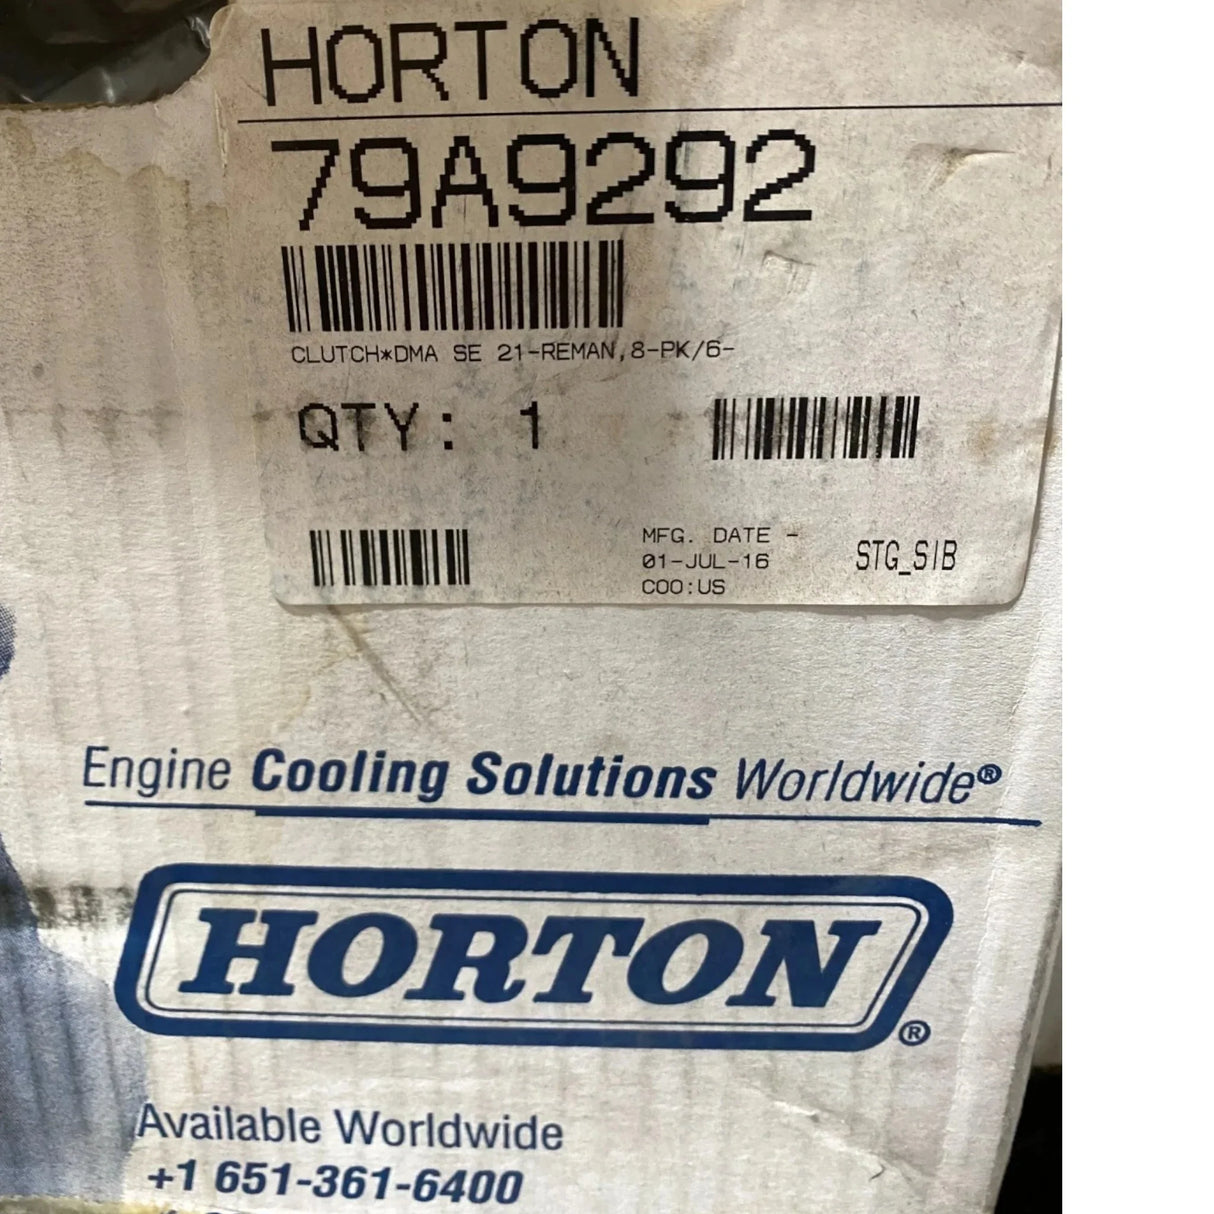 HORTON
79A9292
CLUTCH*DMA SE 21-REMAN,8-PK/6-
QTY: 1
MFG. DATE -
01-JUL-16
COO:US
STG_SIB
Engine Cooling Solutions Worldwide®
HORTON®
Available Worldwide
+1 651-361-6400